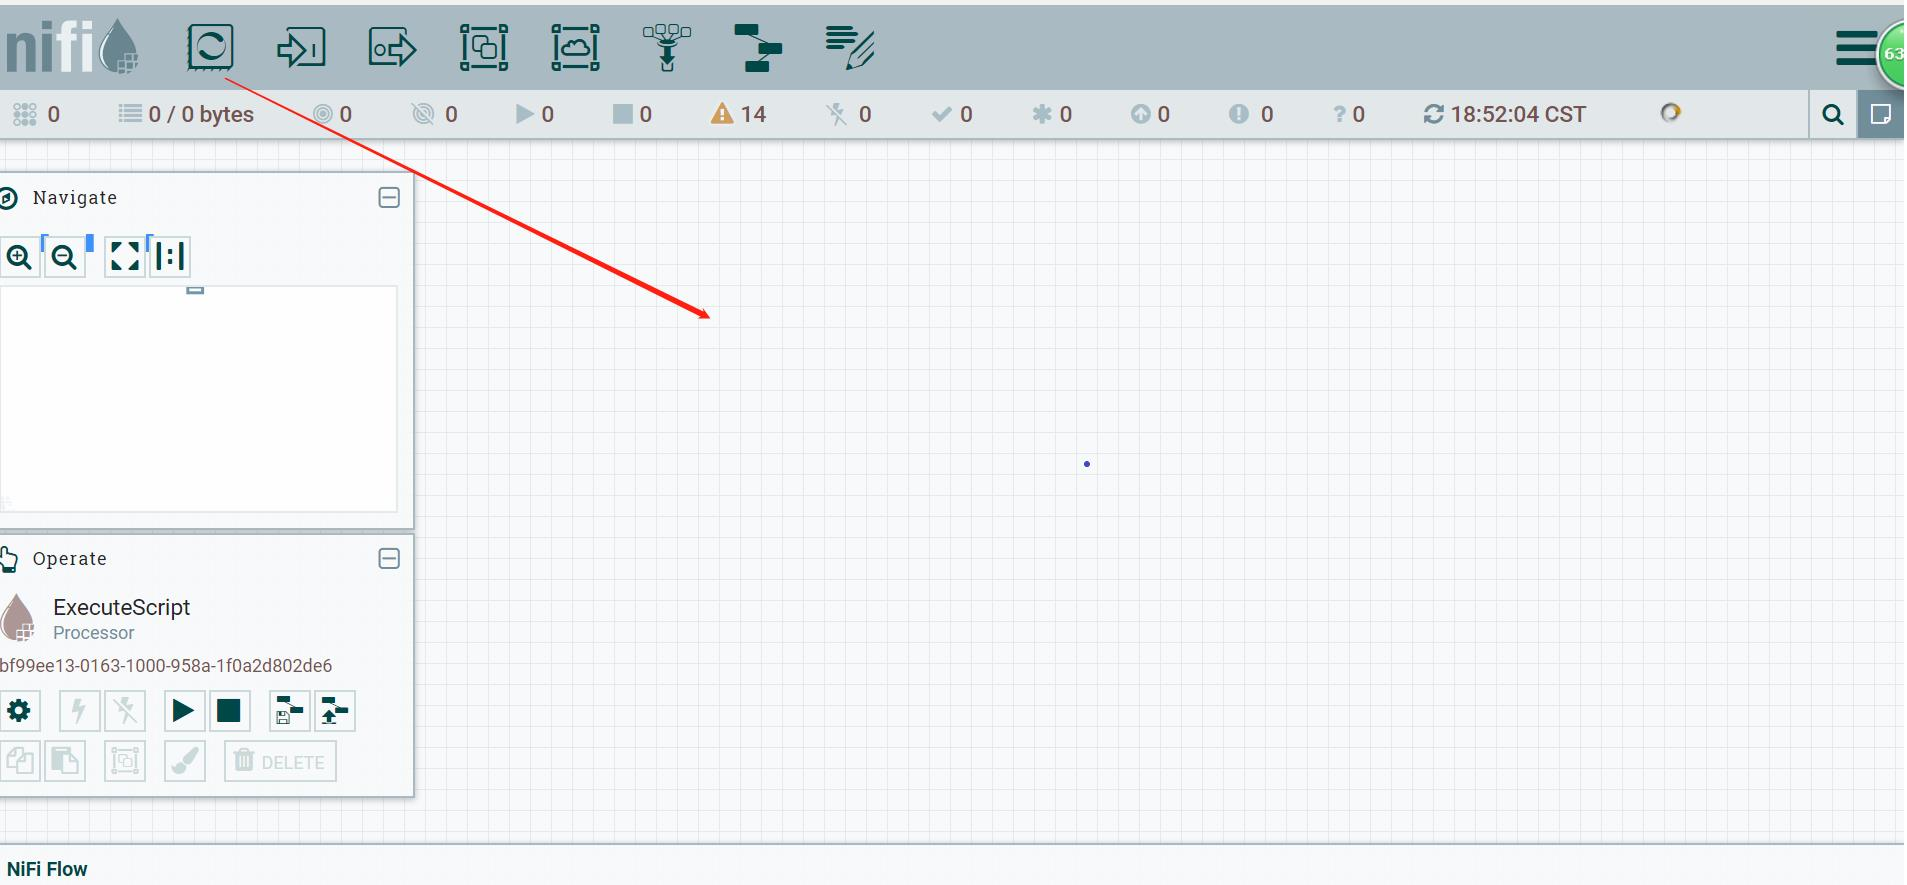 nifi
63
0
0 / 0 bytes
0
0
0
0
14
0
0
0
0
0
? 0
18:52:04 CST
Navigate
Operate
ExecuteScript
Processor
bf99ee13-0163-1000-958a-1f0a2d802de6
DELETE
NiFi Flow